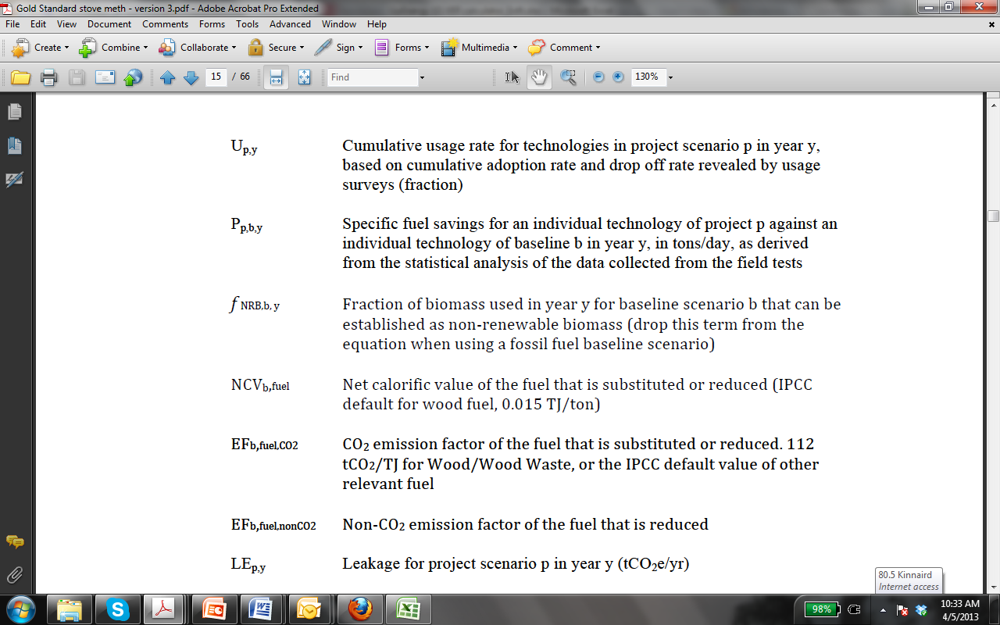 Gold Standard stove meth - version 3.pdf - Adobe Acrobat Pro Extended
File Edit View Document Comments Forms Tools Advanced Window Help
Create Combine Collaborate Secure Sign Forms Multimedia Comment
15 / 66 Find 130%
Up,y Cumulative usage rate for technologies in project scenario p in year y,
based on cumulative adoption rate and drop off rate revealed by usage
surveys (fraction)
Pp,b,y Specific fuel savings for an individual technology of project p against an
individual technology of baseline b in year y, in tons/day, as derived
from the statistical analysis of the data collected from the field tests
f NRB,b, y Fraction of biomass used in year y for baseline scenario b that can be
established as non-renewable biomass (drop this term from the
equation when using a fossil fuel baseline scenario)
NCVb,fuel Net calorific value of the fuel that is substituted or reduced (IPCC
default for wood fuel, 0.015 TJ/ton)
EFb,fuel,CO2 CO2 emission factor of the fuel that is substituted or reduced. 112
tCO2/TJ for Wood/Wood Waste, or the IPCC default value of other
relevant fuel
EFb,fuel,nonCO2 Non-CO2 emission factor of the fuel that is reduced
LEp,y Leakage for project scenario p in year y (tCO2e/yr)
80.5 Kinnaird
Internet access
98% 10:33 AM
4/5/2013